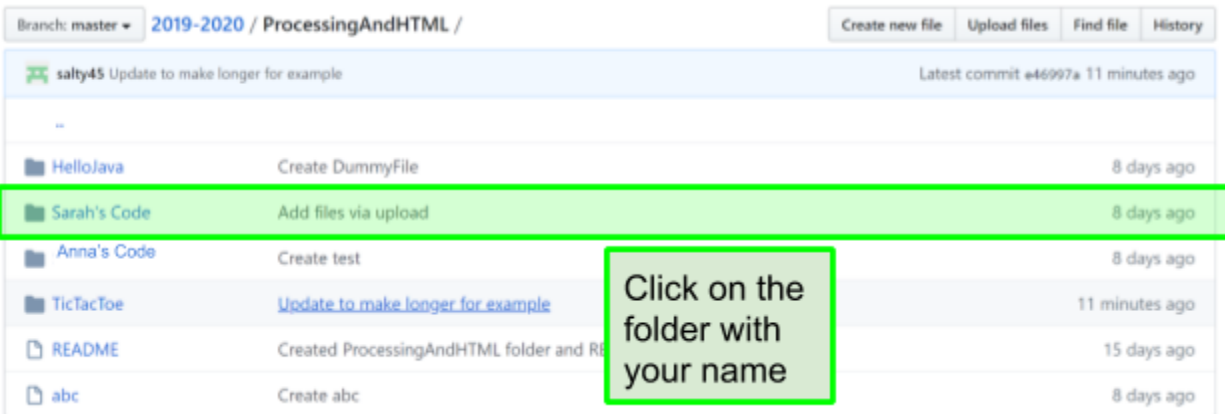 Branch: master 2019-2020 / ProcessingAndHTML / Create new file Upload files Find file History
salty45 Update to make longer for example Latest commit e46997a 11 minutes ago
..
HelloJava Create DummyFile 8 days ago
Sarah's Code Add files via upload 8 days ago
Anna's Code Create test 8 days ago
TicTacToe Update to make longer for example 11 minutes ago
README Created ProcessingAndHTML folder and RE 15 days ago
abc Create abc 8 days ago
Click on the
folder with
your name